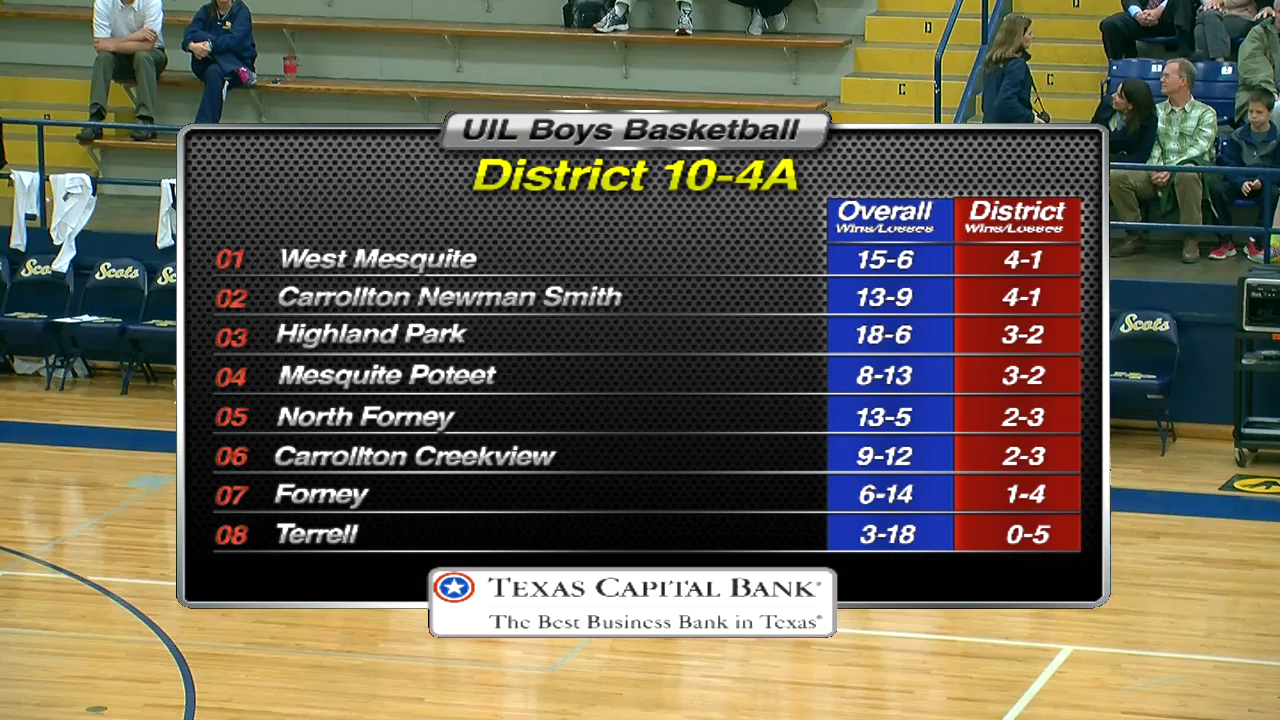 UIL Boys Basketball
District 10-4A
Overall District
Wins/Losses Wins/Losses
01 West Mesquite 15-6 4-1
02 Carrollton Newman Smith 13-9 4-1
03 Highland Park 18-6 3-2
04 Mesquite Poteet 8-13 3-2
05 North Forney 13-5 2-3
06 Carrollton Creekview 9-12 2-3
07 Forney 6-14 1-4
08 Terrell 3-18 0-5
TEXAS CAPITAL BANK®
The Best Business Bank in Texas®
Scots
Scots
Scots
D
C
C